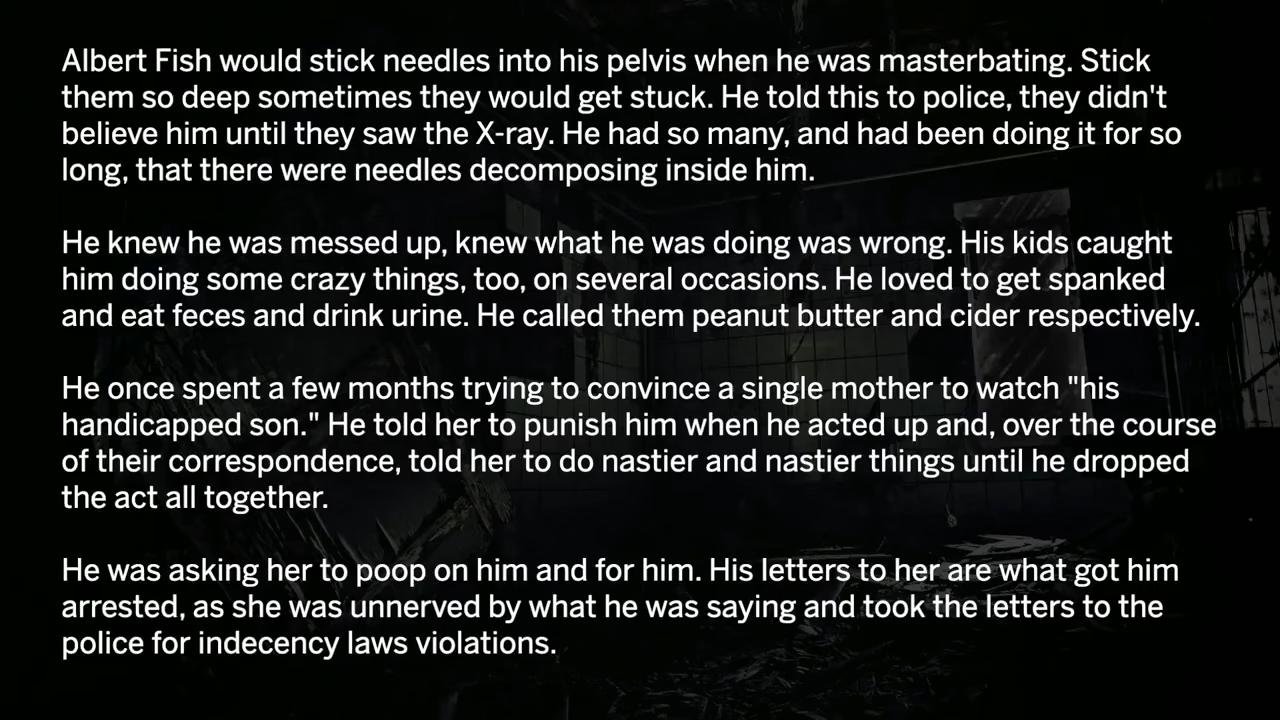 Albert Fish would stick needles into his pelvis when he was masterbating. Stick
them so deep sometimes they would get stuck. He told this to police, they didn't
believe him until they saw the X-ray. He had so many, and had been doing it for so
long, that there were needles decomposing inside him.
He knew he was messed up, knew what he was doing was wrong. His kids caught
him doing some crazy things, too, on several occasions. He loved to get spanked
and eat feces and drink urine. He called them peanut butter and cider respectively.
He once spent a few months trying to convince a single mother to watch "his
handicapped son." He told her to punish him when he acted up and, over the course
of their correspondence, told her to do nastier and nastier things until he dropped
the act all together.
He was asking her to poop on him and for him. His letters to her are what got him
arrested, as she was unnerved by what he was saying and took the letters to the
police for indecency laws violations.